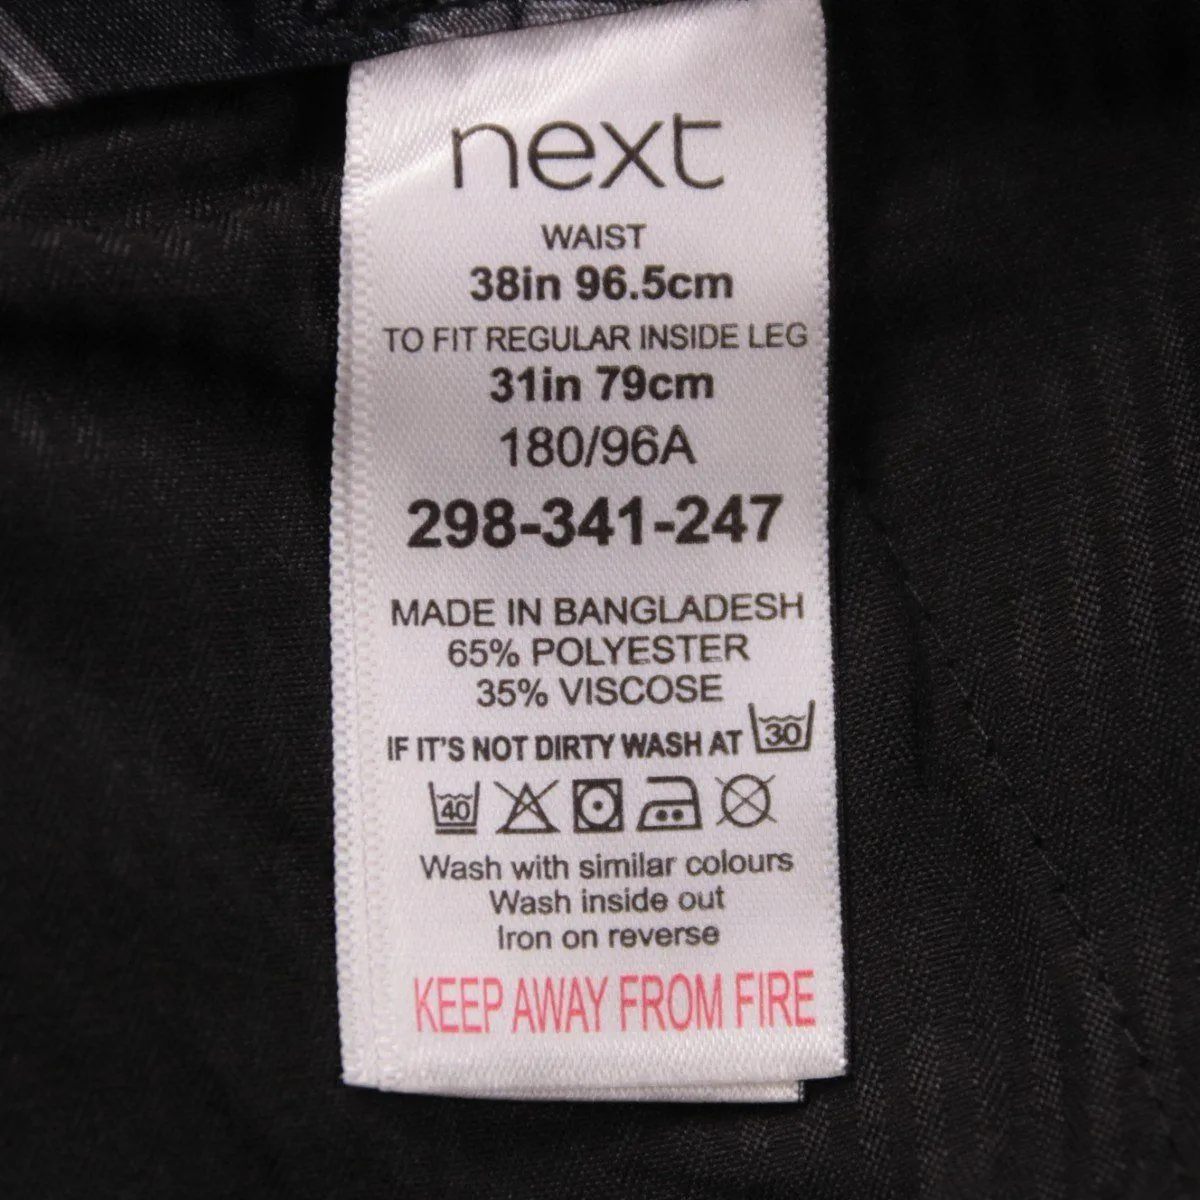 next
WAIST
38in 96.5cm
TO FIT REGULAR INSIDE LEG
31in 79cm
180/96A
298-341-247
MADE IN BANGLADESH
65% POLYESTER
35% VISCOSE
IF IT'S NOT DIRTY WASH AT 30
40
Wash with similar colours
Wash inside out
Iron on reverse
KEEP AWAY FROM FIRE